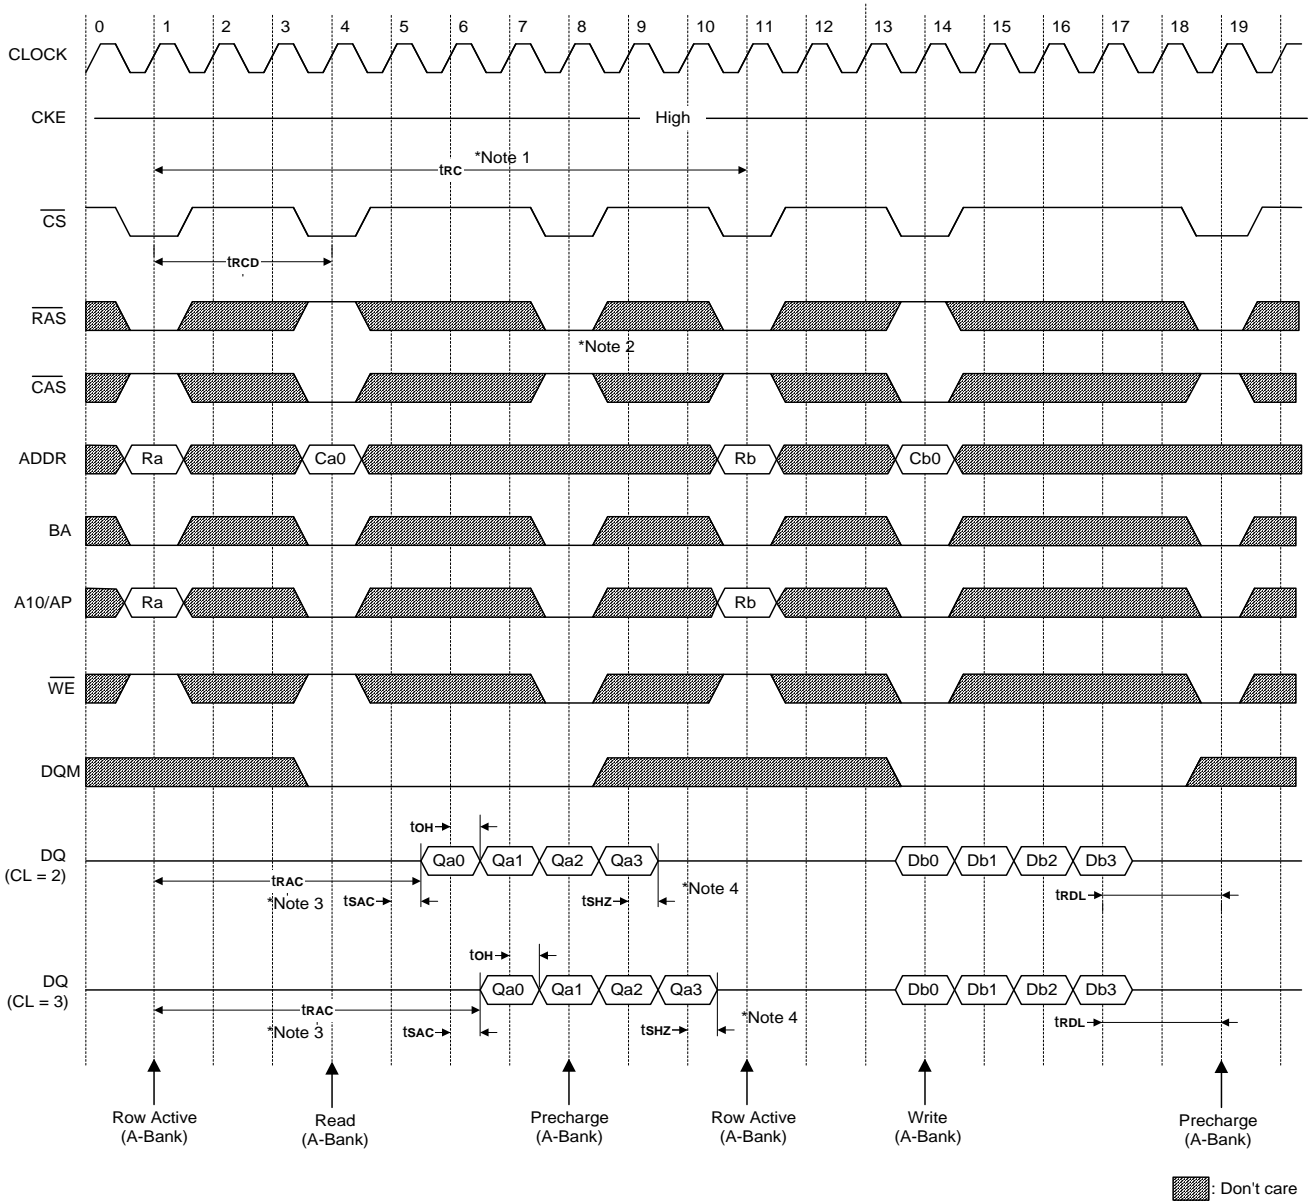 0 1 2 3 4 5 6 7 8 9 10 11 12 13 14 15 16 17 18 19
CLOCK
CKE
High
*Note 1
tRC
CS
tRCD
RAS
*Note 2
CAS
ADDR
Ra Ca0 Rb Cb0
BA
A10/AP
Ra Rb
WE
DQM
tOH
DQ
(CL = 2)
Qa0 Qa1 Qa2 Qa3 Db0 Db1 Db2 Db3
tRAC
*Note 3
tSAC
tSHZ
*Note 4
tRDL
tOH
DQ
(CL = 3)
Qa0 Qa1 Qa2 Qa3 Db0 Db1 Db2 Db3
tRAC
*Note 3
tSAC
tSHZ
*Note 4
tRDL
Row Active
(A-Bank)
Read
(A-Bank)
Precharge
(A-Bank)
Row Active
(A-Bank)
Write
(A-Bank)
Precharge
(A-Bank)
: Don't care